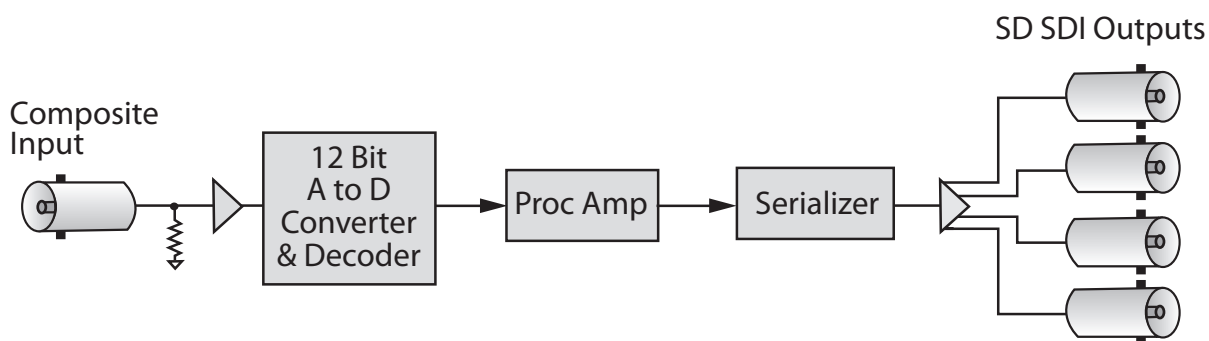 SD SDI Outputs
Composite
Input
12 Bit
A to D
Converter
& Decoder
Proc Amp
Serializer